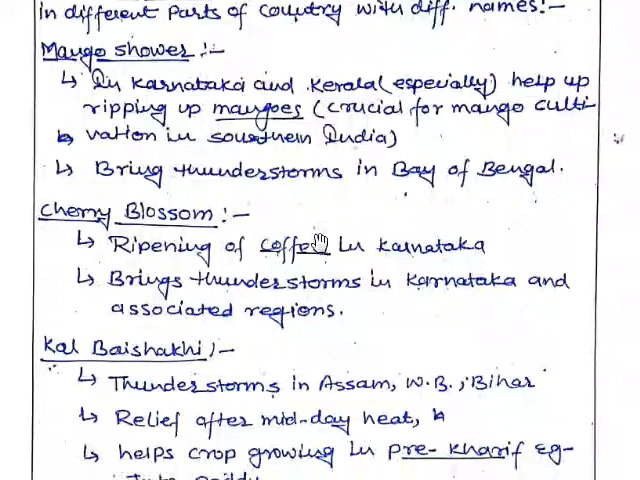 in different parts of country with diff. names:-
Mango shower :-
↳ In Karnataka and Kerala (especially) help up
ripping up mangoes (crucial for mango culti
vation in southern India)
↳ Bring thunderstorms in Bay of Bengal.
Cherry Blossom :-
↳ Ripening of coffee in Karnataka
↳ Brings thunderstorms in Karnataka and
associated regions.
Kal Baishakhi :-
↳ Thunderstorms in Assam, W.B., Bihar
↳ Relief after mid-day heat,
↳ helps crop growing in pre-kharif eg-